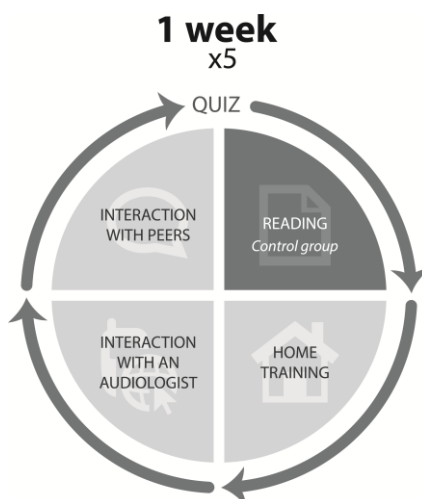 1 week
x5
QUIZ
INTERACTION
WITH PEERS
READING
Control group
INTERACTION
WITH AN
AUDIOLOGIST
HOME
TRAINING